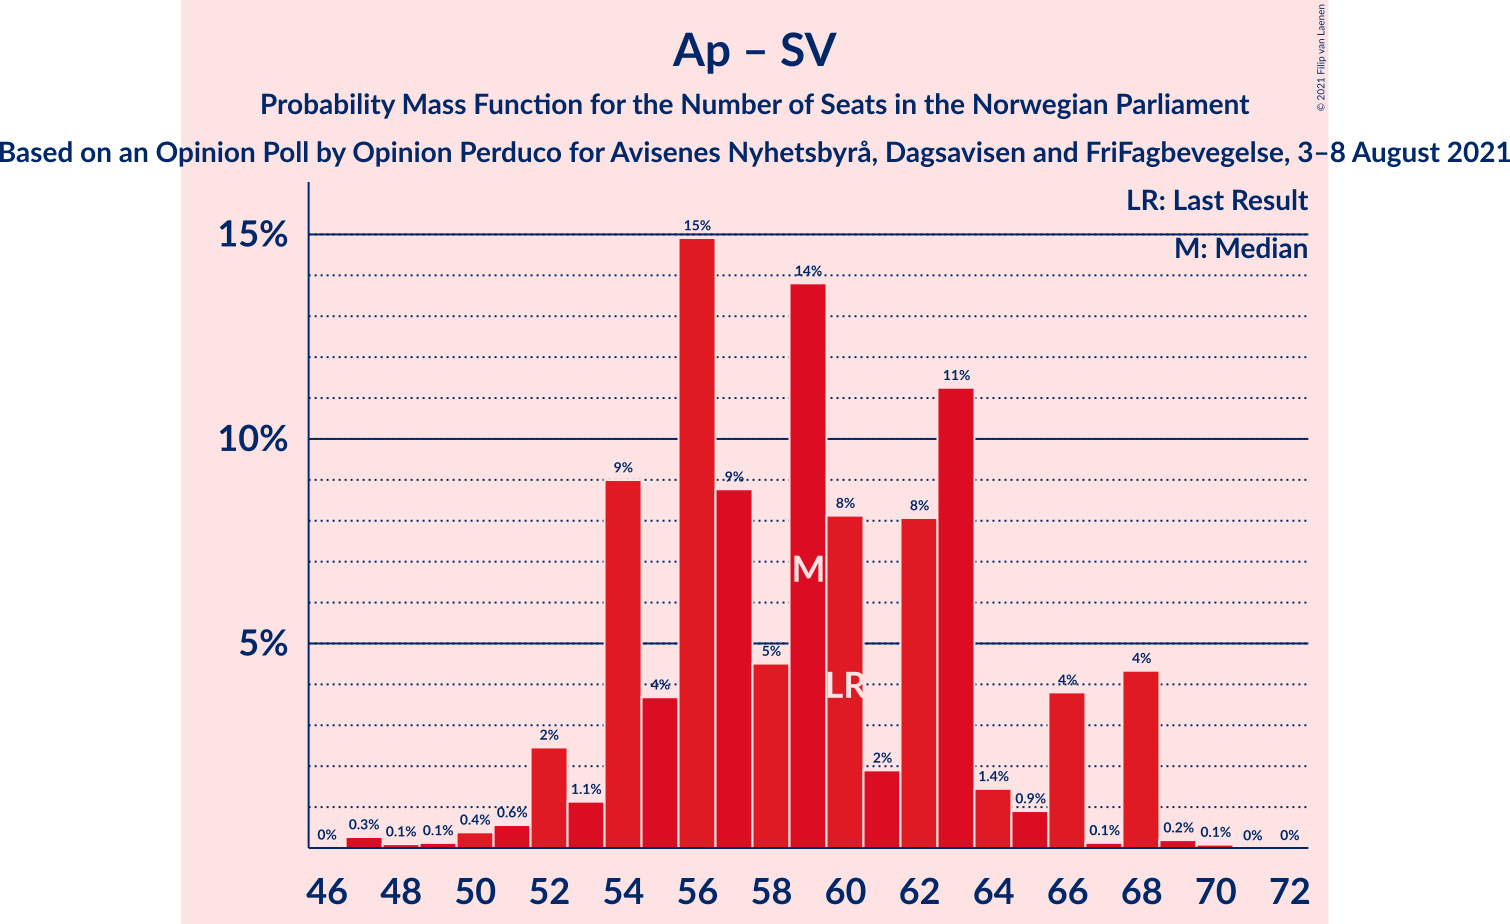 Ap – SV
Probability Mass Function for the Number of Seats in the Norwegian Parliament
Based on an Opinion Poll by Opinion Perduco for Avisenes Nyhetsbyrå, Dagsavisen and FriFagbevegelse, 3–8 August 2021
© 2021 Filip van Laenen
LR: Last Result
M: Median
15%
10%
5%
0% 0.3% 0.1% 0.1% 0.4% 0.6% 2% 1.1% 9% 4% 15% 9% 5% 14% 8% 2% 8% 11% 1.4% 0.9% 4% 0.1% 4% 0.2% 0.1% 0% 0%
M
LR
46 48 50 52 54 56 58 60 62 64 66 68 70 72